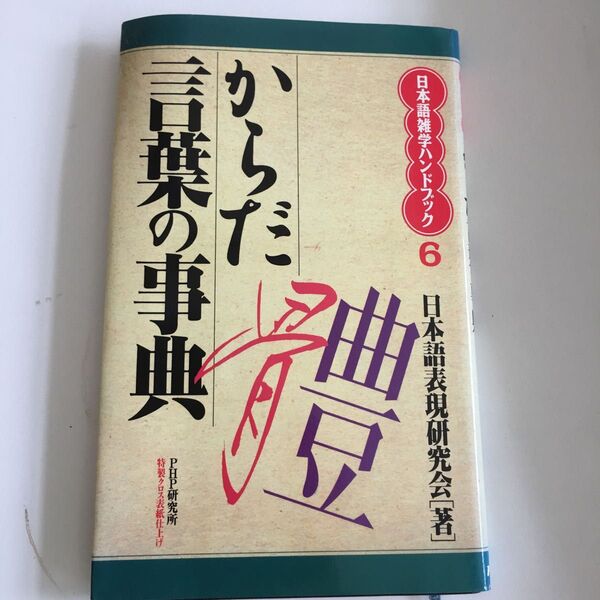 日本語雑学ハンドブック
6
からだ
言葉の事典
體
日本語表現研究会[著]
PHP研究所
特製クロス表紙仕上げ